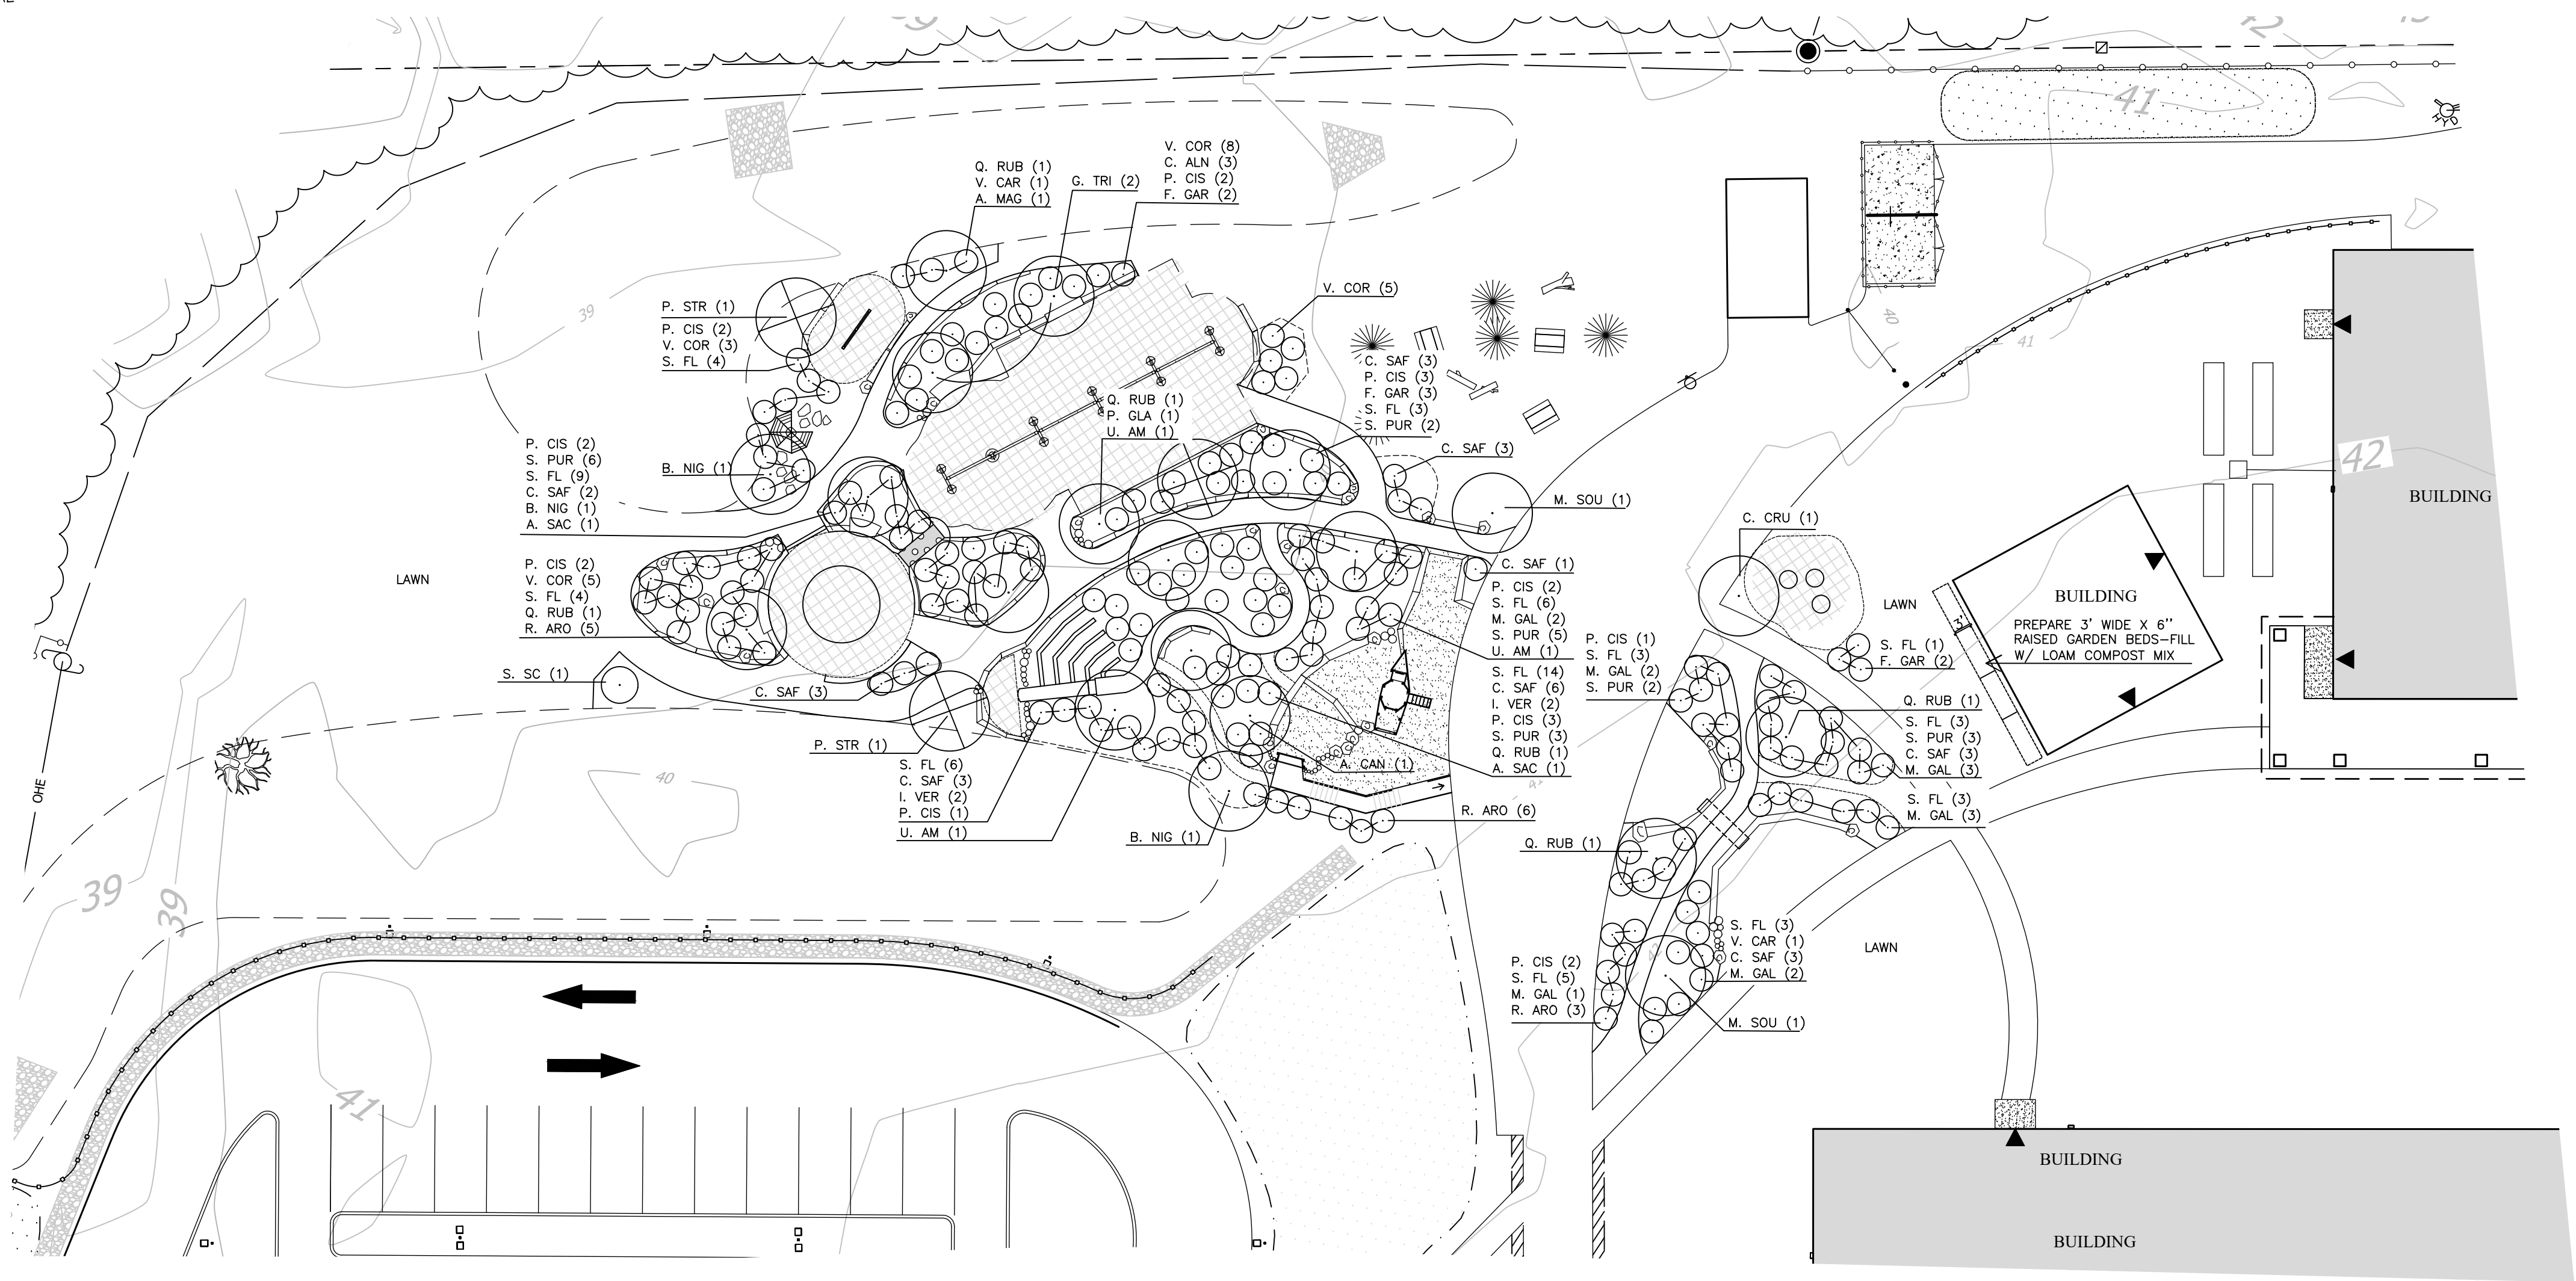 39
42
41
HYD
Q. RUB (1)
V. CAR (1)
A. MAG (1)
G. TRI (2)
V. COR (8)
C. ALN (3)
P. CIS (2)
F. GAR (2)
39
P. STR (1)
P. CIS (2)
V. COR (3)
S. FL (4)
V. COR (5)
40
41
C. SAF (3)
P. CIS (3)
F. GAR (3)
S. FL (3)
S. PUR (2)
Q. RUB (1)
P. GLA (1)
U. AM (1)
P. CIS (2)
S. PUR (6)
S. FL (9)
C. SAF (2)
B. NIG (1)
A. SAC (1)
B. NIG (1)
C. SAF (3)
M. SOU (1)
42
BUILDING
C. CRU (1)
P. CIS (2)
V. COR (5)
S. FL (4)
Q. RUB (1)
R. ARO (5)
LAWN
C. SAF (1)
P. CIS (2)
S. FL (6)
M. GAL (2)
S. PUR (5)
U. AM (1)
LAWN
BUILDING
PREPARE 3' WIDE X 6''
RAISED GARDEN BEDS-FILL
W/ LOAM COMPOST MIX
3'
P. CIS (1)
S. FL (3)
M. GAL (2)
S. PUR (2)
S. FL (1)
F. GAR (2)
S. SC (1)
C. SAF (3)
S. FL (14)
C. SAF (6)
I. VER (2)
P. CIS (3)
S. PUR (3)
Q. RUB (1)
A. SAC (1)
Q. RUB (1)
S. FL (3)
S. PUR (3)
C. SAF (3)
M. GAL (3)
P. STR (1)
S. FL (6)
C. SAF (3)
I. VER (2)
P. CIS (1)
U. AM (1)
A. CAN (1)
OHE
40
B. NIG (1)
R. ARO (6)
S. FL (3)
M. GAL (3)
Q. RUB (1)
39
39
S. FL (3)
V. CAR (1)
C. SAF (3)
M. GAL (2)
LAWN
P. CIS (2)
S. FL (5)
M. GAL (1)
R. ARO (3)
M. SOU (1)
41
BUILDING
BUILDING